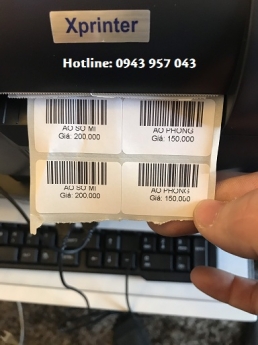 Xprinter
Hotline: 0943 957 043
AO SO MI
Giá: 200.000
AO PHONG
Giá: 150.000
AO SO MI
Giá: 200.000
AO PHONG
Giá: 150.000